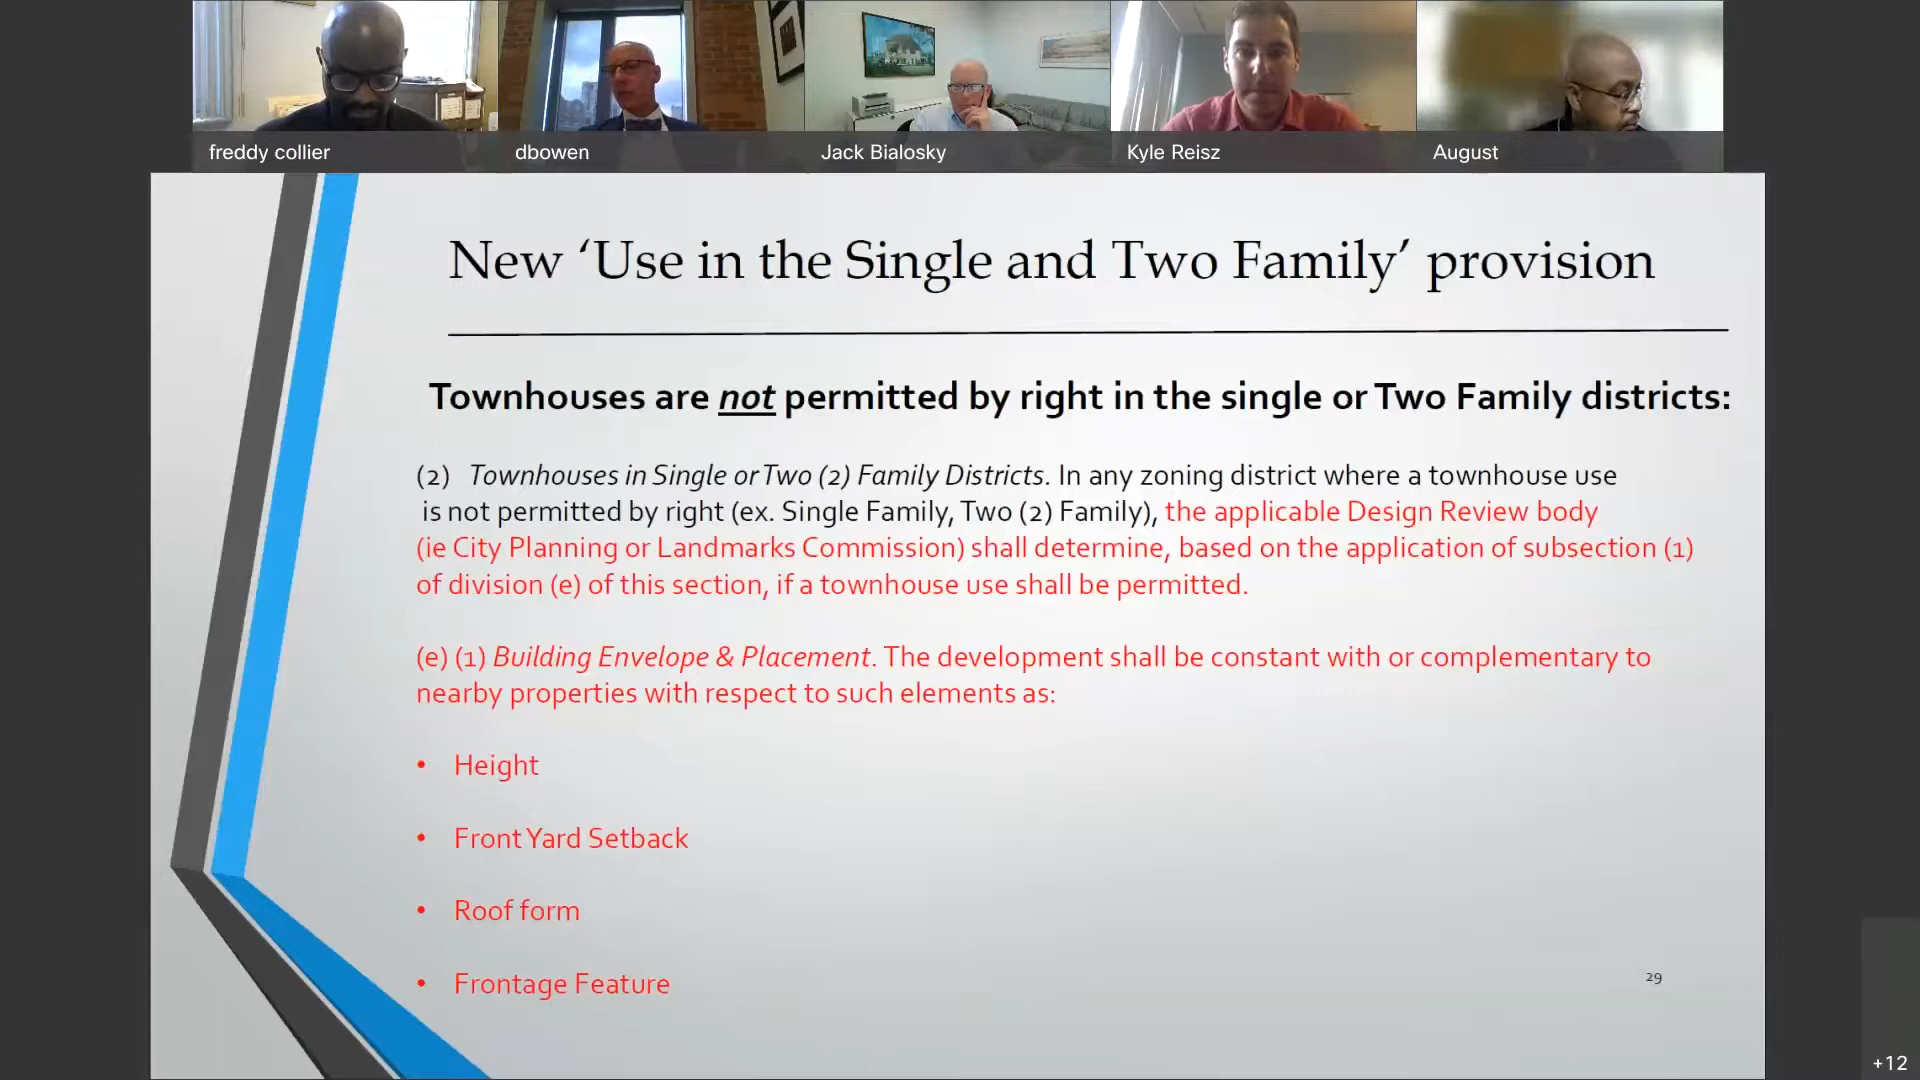 freddy collier
dbowen
Jack Bialosky
Kyle Reisz
August
New ‘Use in the Single and Two Family’ provision
Townhouses are not permitted by right in the single or Two Family districts:
(2) Townhouses in Single or Two (2) Family Districts. In any zoning district where a townhouse use
is not permitted by right (ex. Single Family, Two (2) Family), the applicable Design Review body
(ie City Planning or Landmarks Commission) shall determine, based on the application of subsection (1)
of division (e) of this section, if a townhouse use shall be permitted.
(e) (1) Building Envelope & Placement. The development shall be constant with or complementary to
nearby properties with respect to such elements as:
• Height
• Front Yard Setback
• Roof form
• Frontage Feature
29
+12